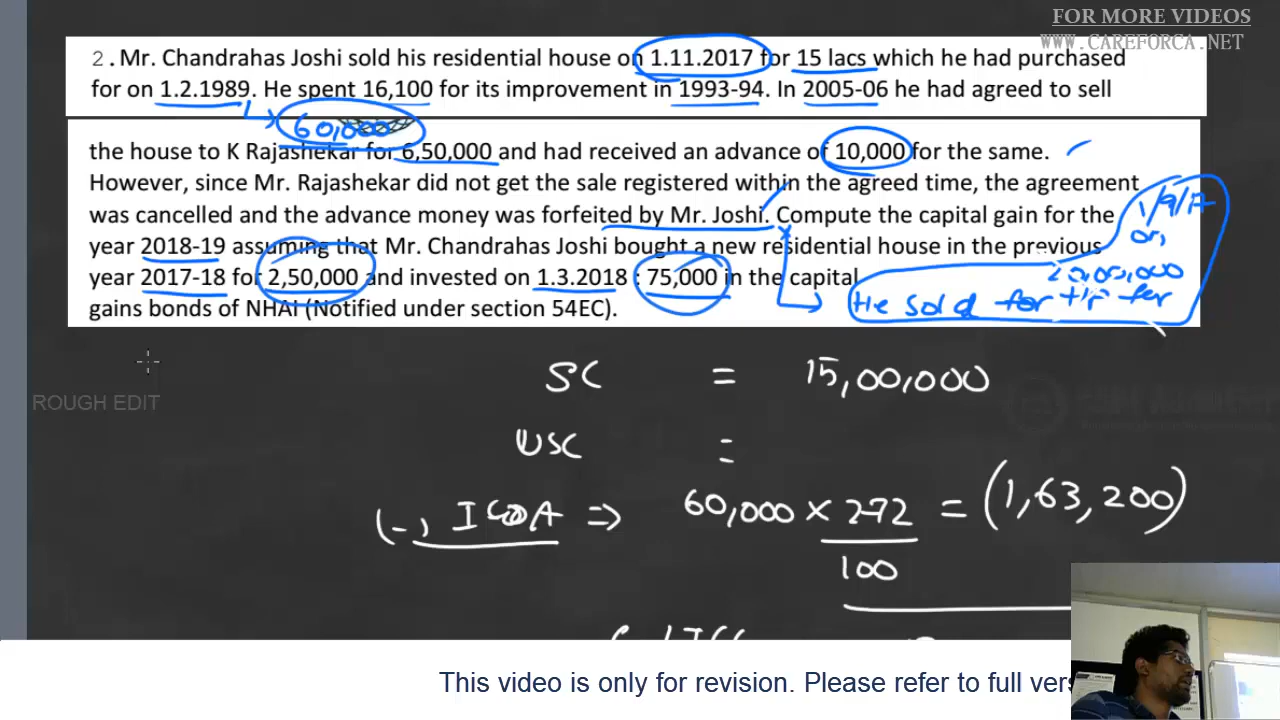 FOR MORE VIDEOS
WWW.CAREFORCA.NET
2. Mr. Chandrahas Joshi sold his residential house on 1.11.2017 for 15 lacs which he had purchased
for on 1.2.1989. He spent 16,100 for its improvement in 1993-94. In 2005-06 he had agreed to sell
60,000
the house to K Rajashekar for 6,50,000 and had received an advance of 10,000 for the same.
However, since Mr. Rajashekar did not get the sale registered within the agreed time, the agreement
was cancelled and the advance money was forfeited by Mr. Joshi. Compute the capital gain for the
1/9/17
year 2018-19 assuming that Mr. Chandrahas Joshi bought a new residential house in the previous
or,
year 2017-18 for 2,50,000 and invested on 1.3.2018 : 75,000 in the capital
20,00,000
gains bonds of NHAI (Notified under section 54EC).
He sold for
SC = 15,00,000
ROUGH EDIT
USC =
(-) ICOA ⇒ 60,000 × 272 = (1,63,200)
100
This video is only for revision. Please refer to full